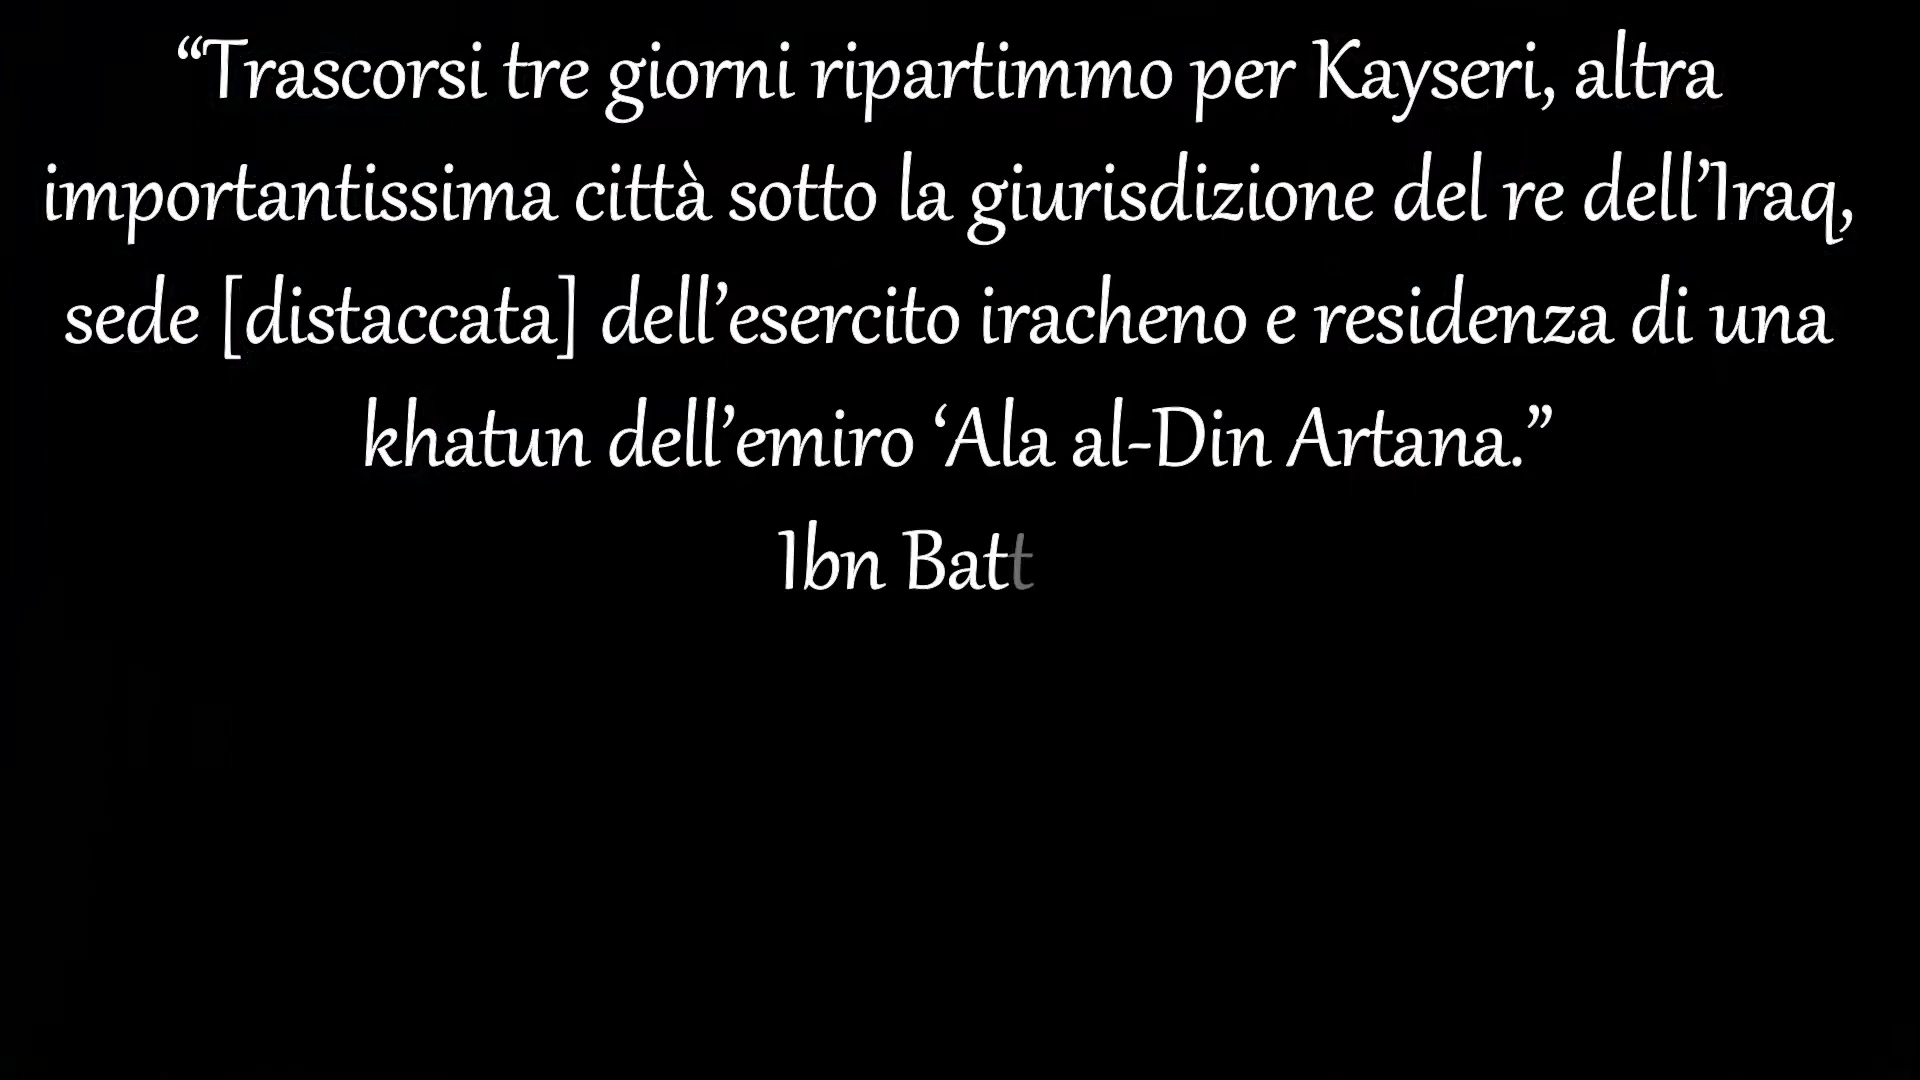 “Trascorsi tre giorni ripartimmo per Kayseri, altra
importantissima città sotto la giurisdizione del re dell’Iraq,
sede [distaccata] dell’esercito iracheno e residenza di una
khatun dell’emiro ‘Ala al-Din Artana.”
Ibn Batt